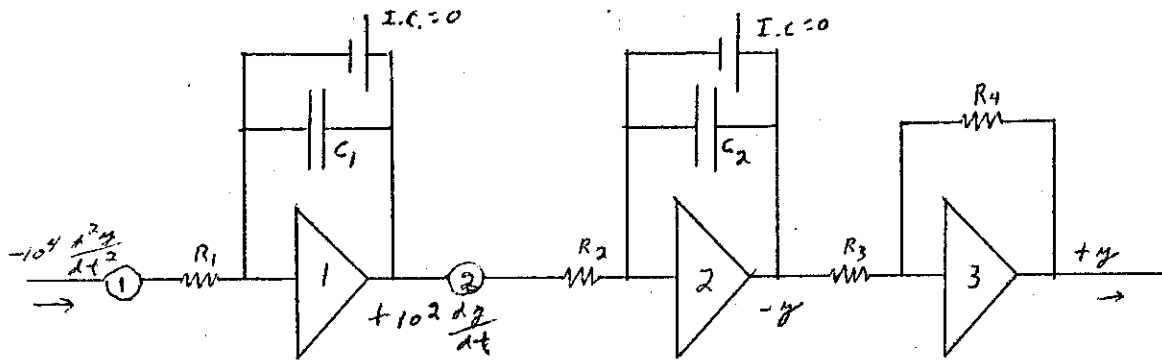 I.C.=0
I.C=0
C1
C2
R4
-10⁴ d²y/dt²
1
R1
1
+10² dy/dt
2
R2
2
-y
R3
3
+y